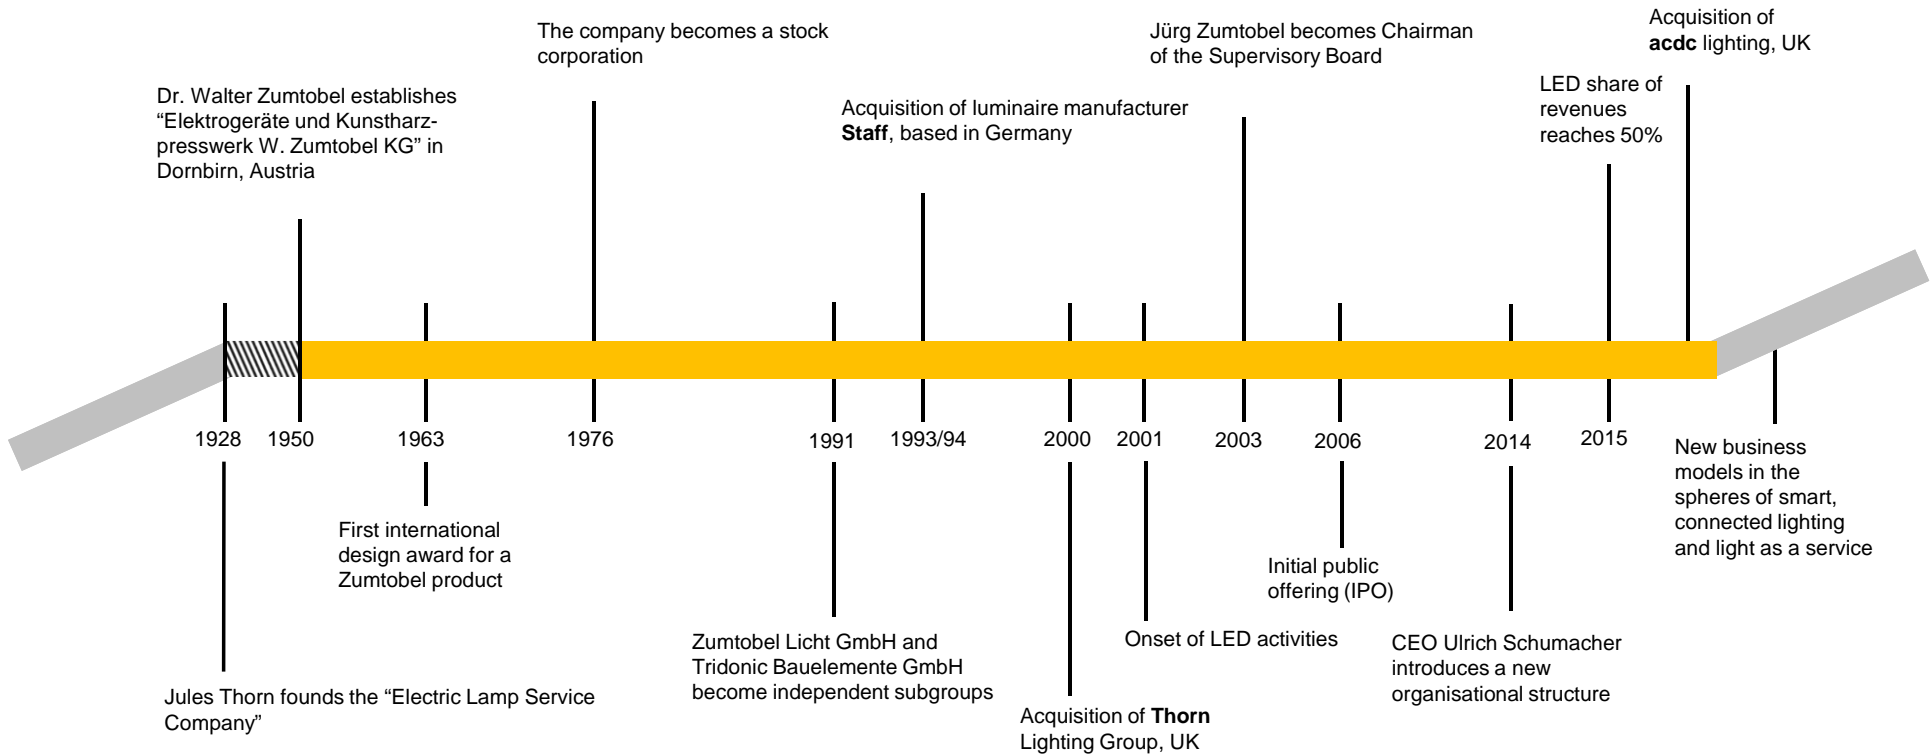 The company becomes a stock
corporation
Jürg Zumtobel becomes Chairman
of the Supervisory Board
Acquisition of
acdc lighting, UK
Dr. Walter Zumtobel establishes
“Elektrogeräte und Kunstharz-
presswerk W. Zumtobel KG” in
Dornbirn, Austria
Acquisition of luminaire manufacturer
Staff, based in Germany
LED share of
revenues
reaches 50%
1928
1950
1963
1976
1991
1993/94
2000
2001
2003
2006
2014
2015
New business
models in the
spheres of smart,
connected lighting
and light as a service
First international
design award for a
Zumtobel product
Initial public
offering (IPO)
Jules Thorn founds the “Electric Lamp Service
Company”
Zumtobel Licht GmbH and
Tridonic Bauelemente GmbH
become independent subgroups
Acquisition of Thorn
Lighting Group, UK
Onset of LED activities
CEO Ulrich Schumacher
introduces a new
organisational structure